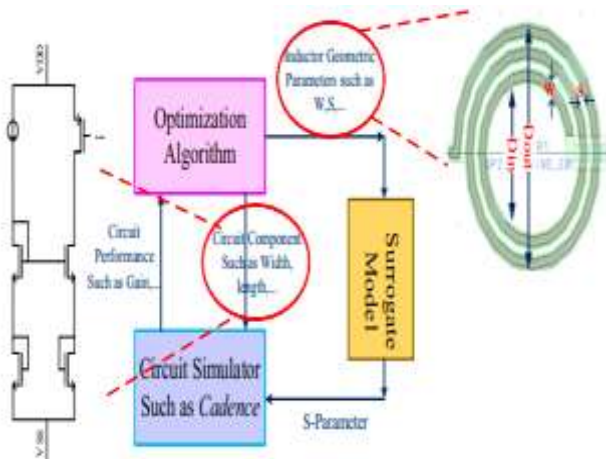 VDD
Inductor Geometric
Parameters such as
W,S,...
Optimization
Algorithm
W
S
Dout
Din
Circuit
Performance
Such as Gain,...
Circuit Component
Such as Width,
length,...
Surrogate
Model
Circuit Simulator
Such as Cadence
S-Parameter
VSS